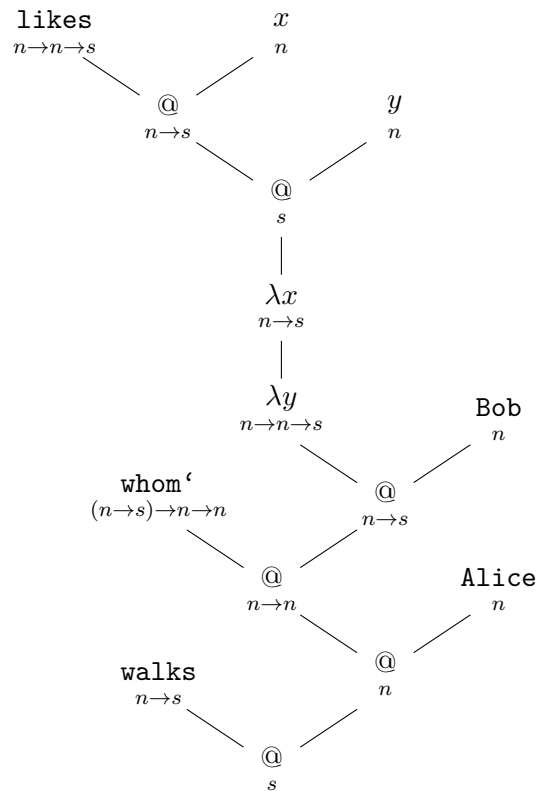 likes x
n→n→s n
@ y
n→s n
@
s
λx
n→s
λy Bob
n→n→s n
whom‘ @
(n→s)→n→n n→s
@ Alice
n→n n
walks @
n→s n
@
s